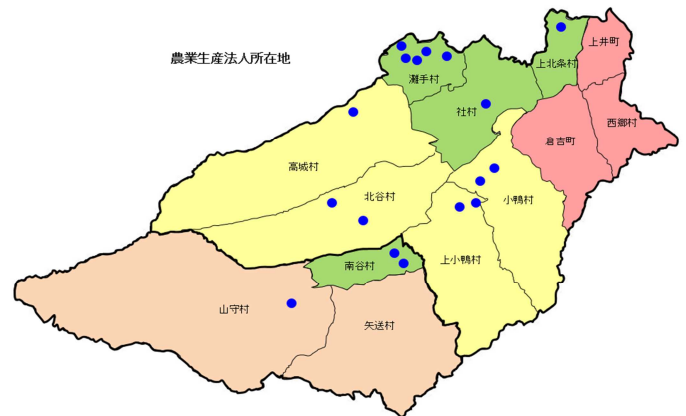 農業生産法人所在地
上井町
上北条村
灘手村
社村
西郷村
倉吉町
高城村
北谷村
小鴨村
上小鴨村
南谷村
山守村
矢送村